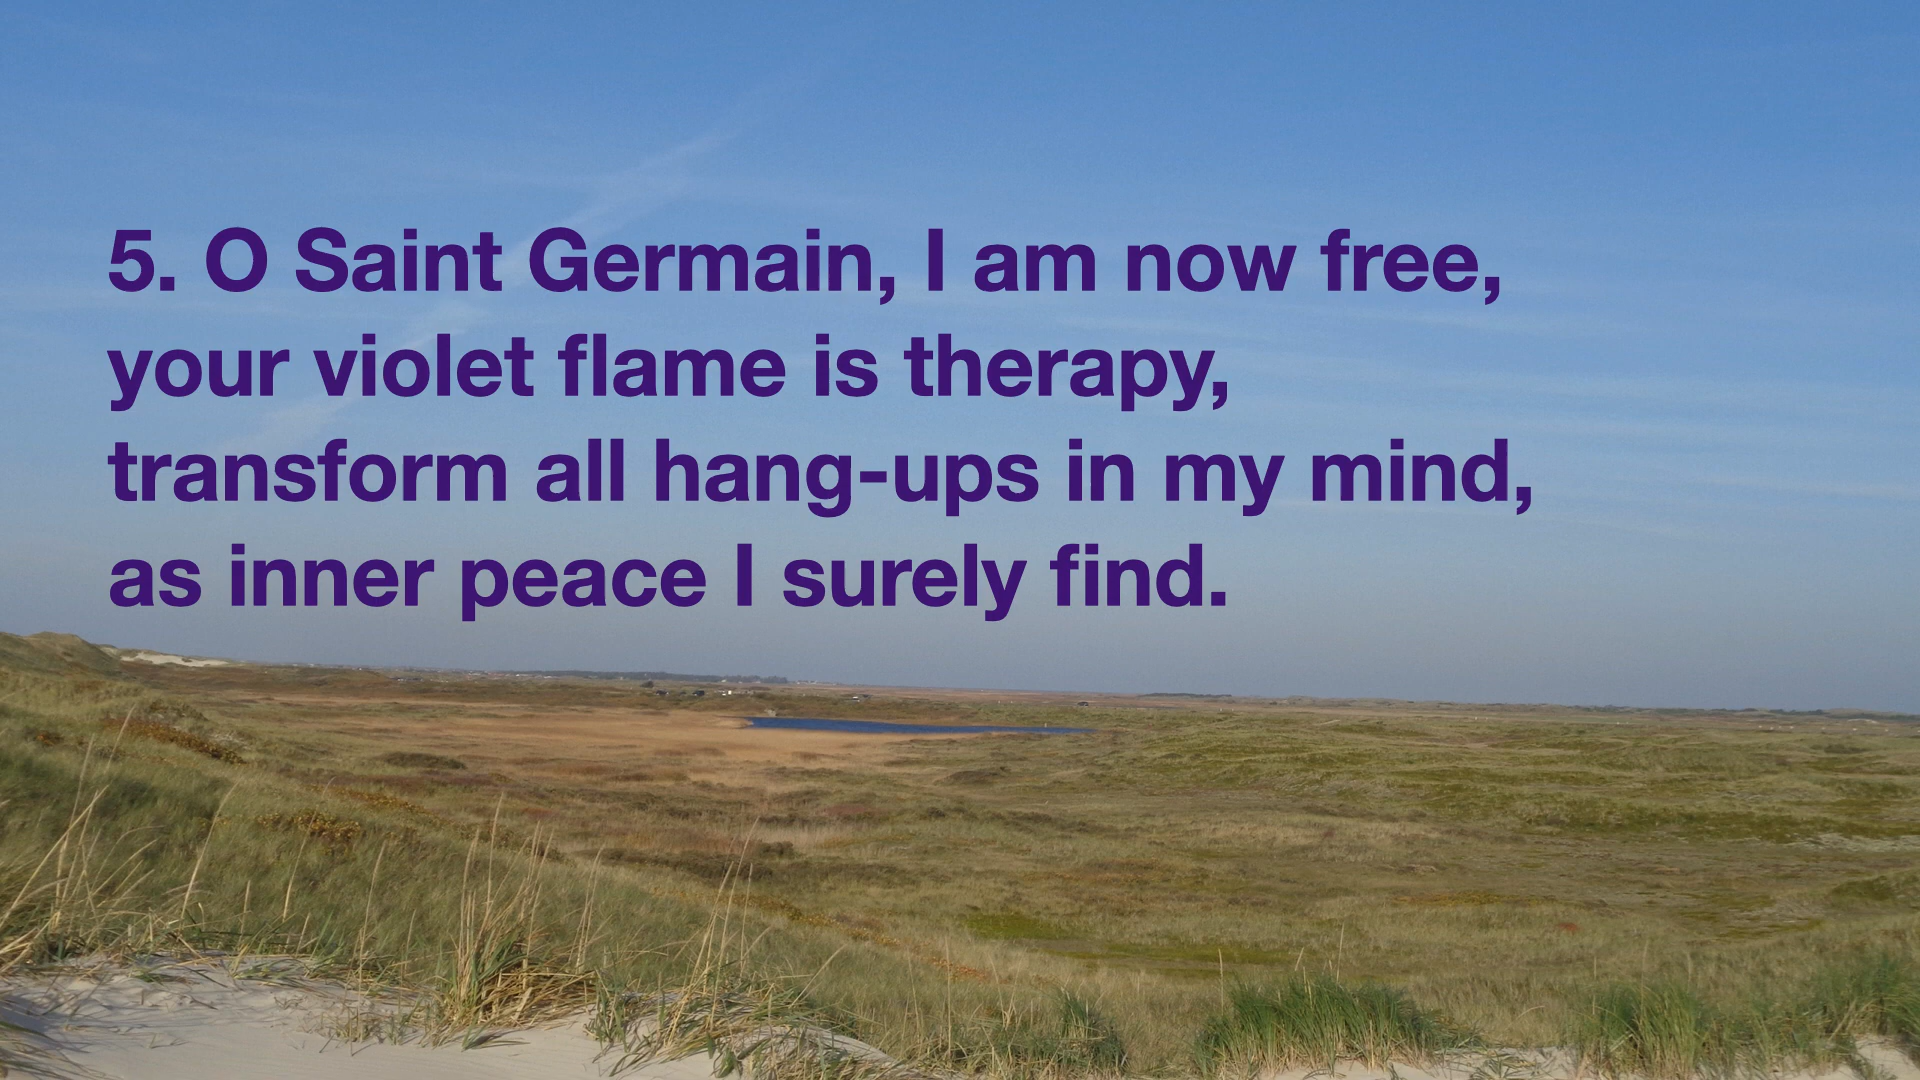 5. O Saint Germain, I am now free,
your violet flame is therapy,
transform all hang-ups in my mind,
as inner peace I surely find.